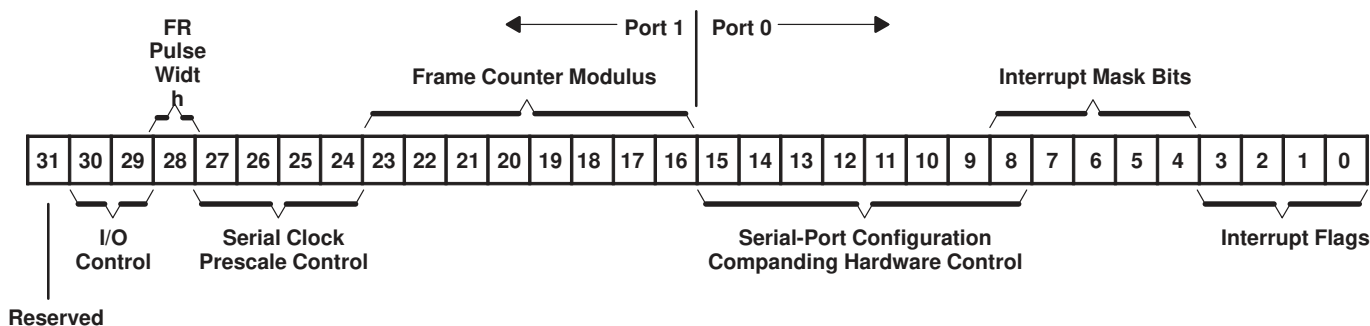 FR
Pulse
Widt
h
Port 1 Port 0
Frame Counter Modulus
Interrupt Mask Bits
31 30 29 28 27 26 25 24 23 22 21 20 19 18 17 16 15 14 13 12 11 10 9 8 7 6 5 4 3 2 1 0
I/O
Control
Serial Clock
Prescale Control
Serial-Port Configuration
Companding Hardware Control
Interrupt Flags
Reserved